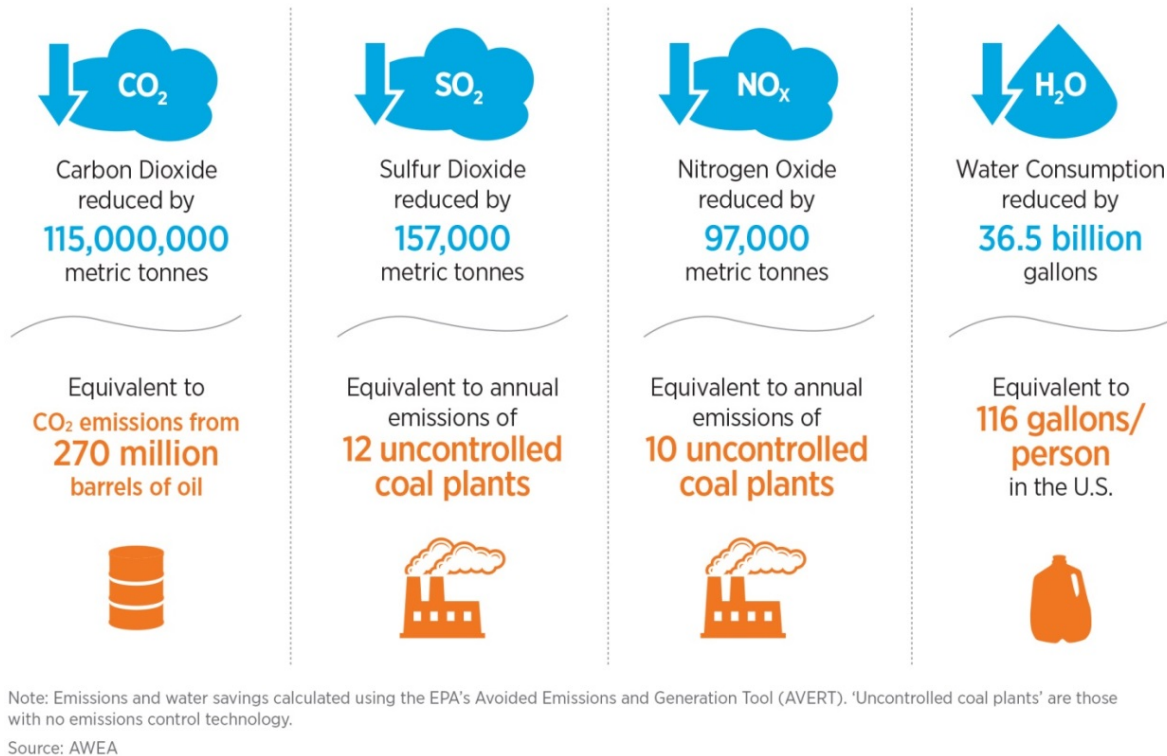 CO₂
Carbon Dioxide
reduced by
115,000,000
metric tonnes
Equivalent to
CO₂ emissions from
270 million
barrels of oil
SO₂
Sulfur Dioxide
reduced by
157,000
metric tonnes
Equivalent to annual
emissions of
12 uncontrolled
coal plants
NOₓ
Nitrogen Oxide
reduced by
97,000
metric tonnes
Equivalent to annual
emissions of
10 uncontrolled
coal plants
H₂O
Water Consumption
reduced by
36.5 billion
gallons
Equivalent to
116 gallons/
person
in the U.S.
Note: Emissions and water savings calculated using the EPA's Avoided Emissions and Generation Tool (AVERT). 'Uncontrolled coal plants' are those
with no emissions control technology.
Source: AWEA